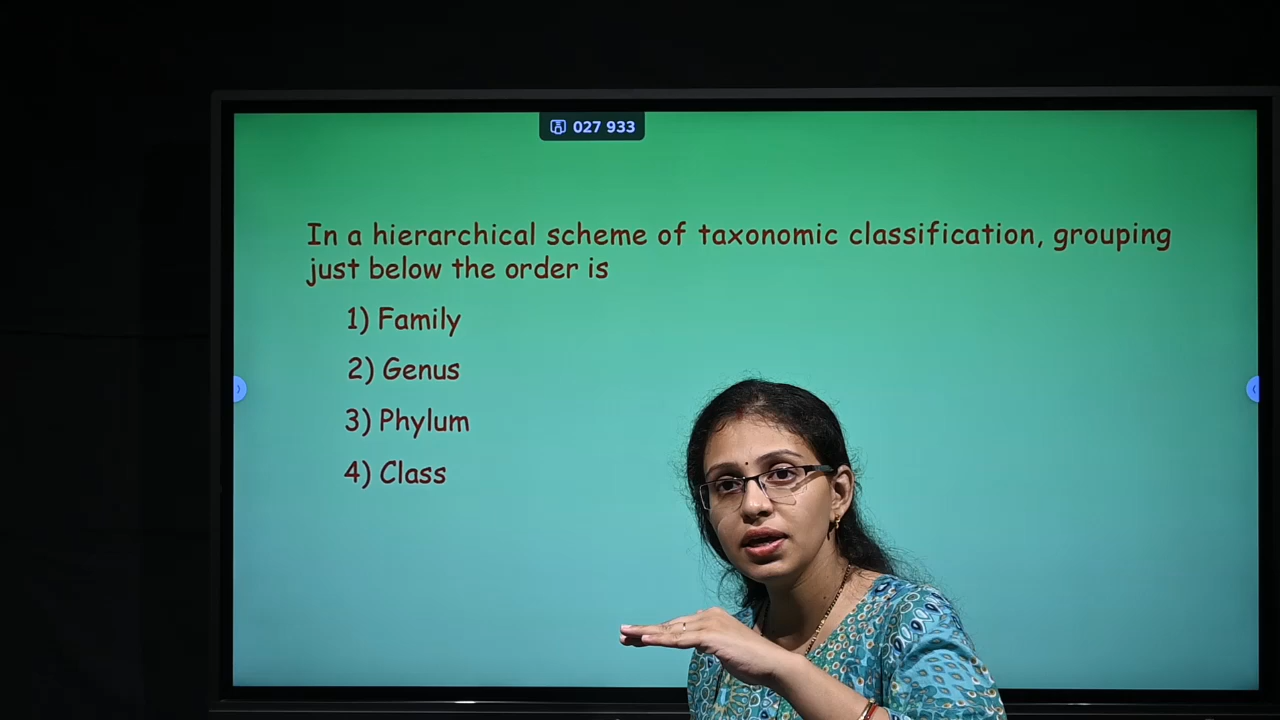 027 933
In a hierarchical scheme of taxonomic classification, grouping
just below the order is
1) Family
2) Genus
3) Phylum
4) Class